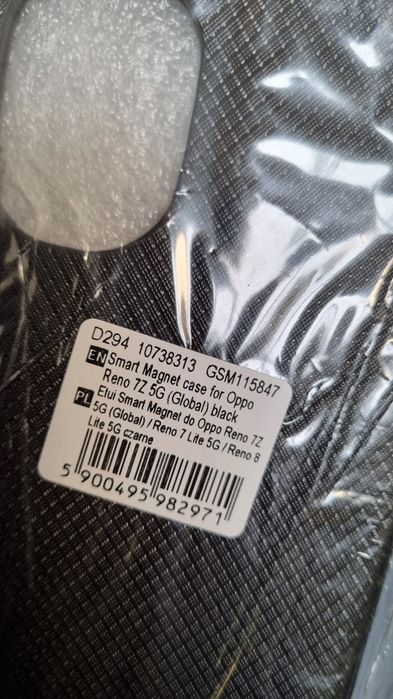 D294 10738313 GSM115847
EN Smart Magnet case for Oppo
Reno 7Z 5G (Global) black
PL Etui Smart Magnet do Oppo Reno 7Z
5G (Global) / Reno 7 Lite 5G / Reno 8
Lite 5G czarne
5 900495 982971